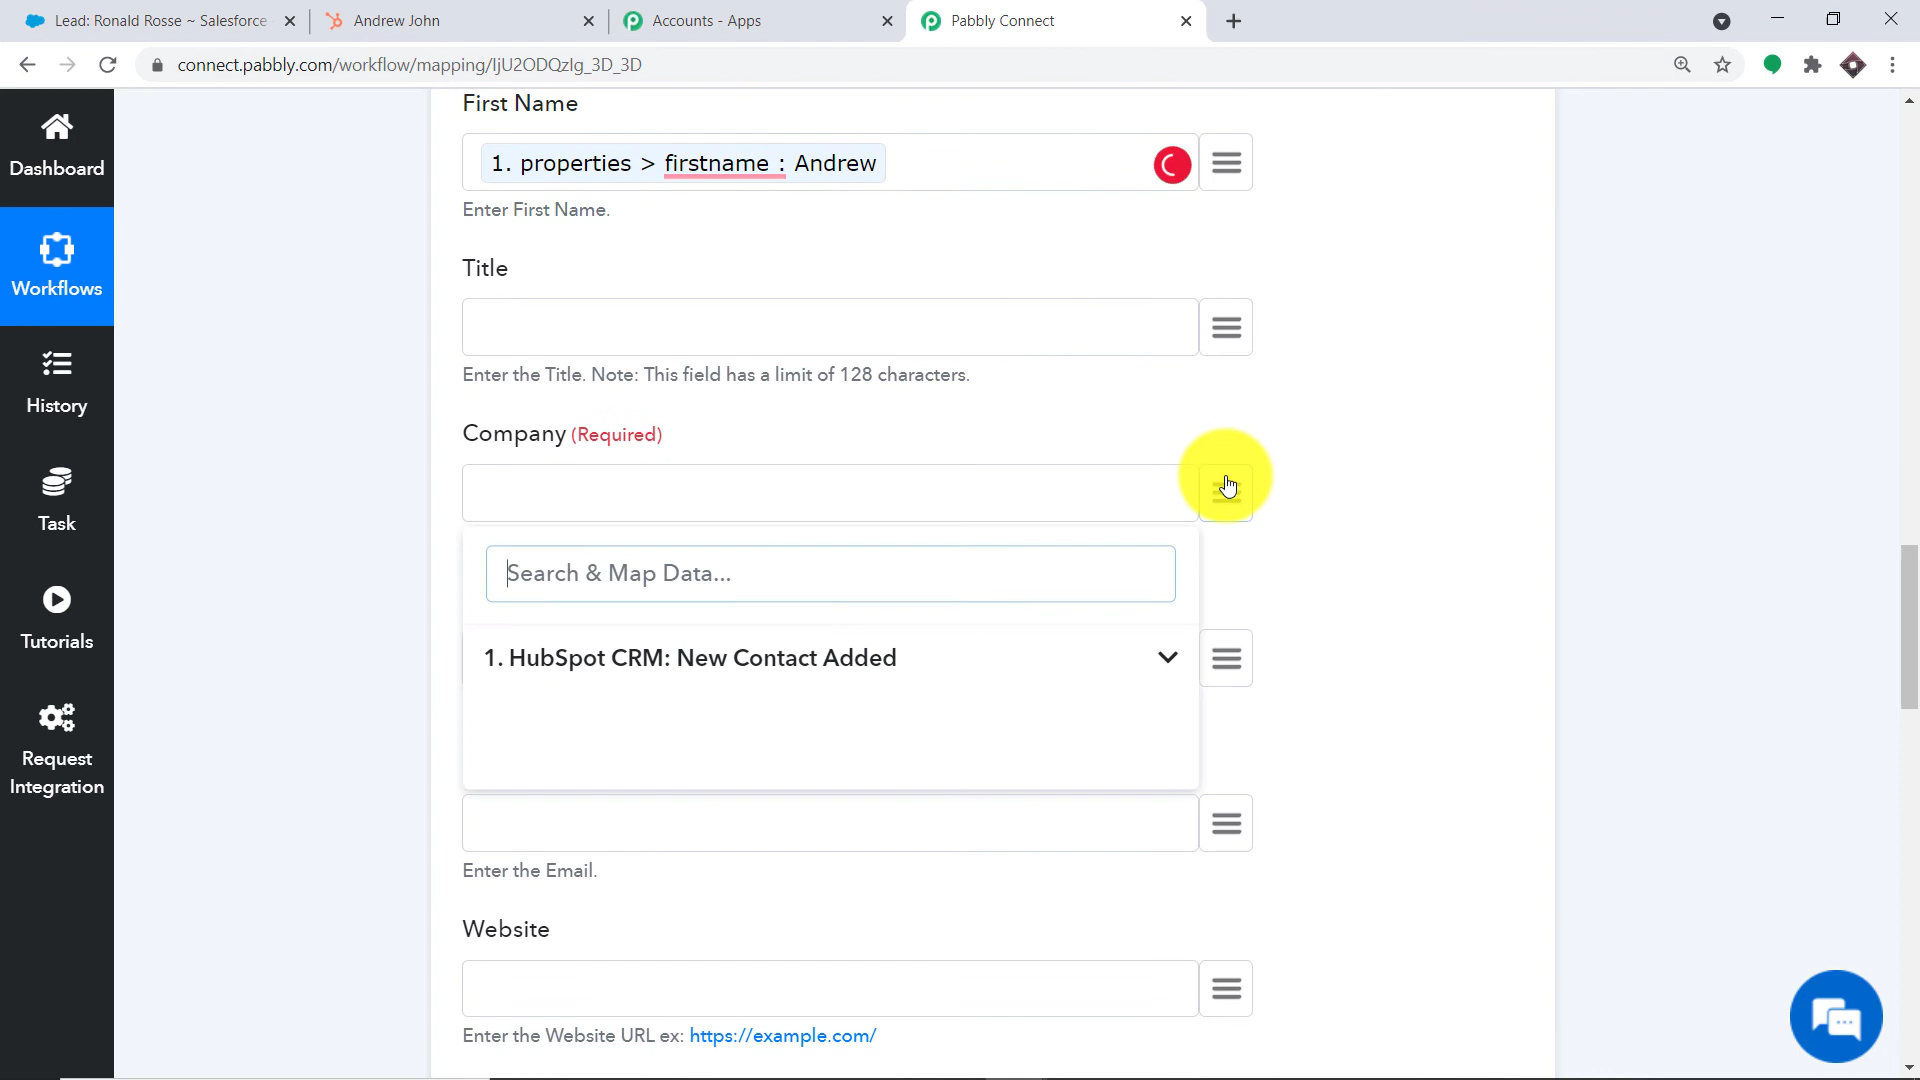 Lead: Ronald Rosse ~ Salesforce
Andrew John
Accounts - Apps
Pabbly Connect
connect.pabbly.com/workflow/mapping/IjU2ODQzIg_3D_3D
Dashboard
Workflows
History
Task
Tutorials
Request
Integration
First Name
1. properties > firstname : Andrew
Enter First Name.
Title
Enter the Title. Note: This field has a limit of 128 characters.
Company (Required)
Search & Map Data...
1. HubSpot CRM: New Contact Added
Enter the Email.
Website
Enter the Website URL ex: https://example.com/